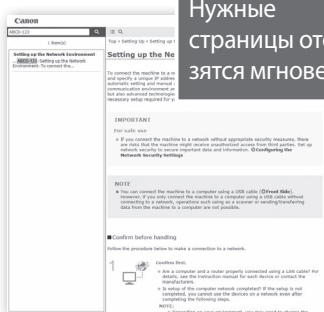 Canon
ABCD-123
1 Item(s)
Setting up the Network Environment
ABCD-123 :Setting up the Network
Environment: To connect the...
Нужные
страницы ото
зятся мгнове
Top > Setting Up > Setting up
Setting up the Ne
To connect the machine to a n
and specify a unique IP addres
automatic setting and manual
communication environment an
but also advanced technologies
necessary setup required for y
IMPORTANT
For safe use
If you connect the machine to a network without appropriate security measures, there
are risks that the machine might receive unauthorized access from third parties. Set up
network security to secure important data and information. Configuring the
Network Security Settings
NOTE
You can connect the machine to a computer using a USB cable (Front Side).
However, if you only connect the machine to a computer using a USB cable without
connecting to a network, operations such as using as a scanner or sending/transferring
data from the machine to a computer are not possible.
Confirm before handing
Follow the procedure below to make a connection to a network.
Confirm first.
Are a computer and a router properly connected using a LAN cable? For
details, see the instruction manual for each device or contact the
manufacturers.
Is setup of the computer network completed? If the setup is not
completed, you cannot use the devices on a network even after
completing the following steps.
NOTE: